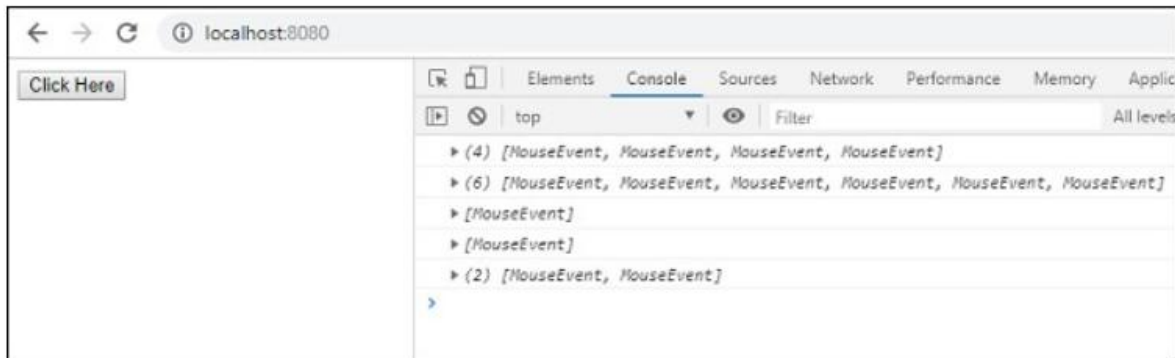 localhost:8080
Click Here
Elements Console Sources Network Performance Memory Applic
top Filter All levels
(4) [MouseEvent, MouseEvent, MouseEvent, MouseEvent]
(6) [MouseEvent, MouseEvent, MouseEvent, MouseEvent, MouseEvent, MouseEvent]
[MouseEvent]
[MouseEvent]
(2) [MouseEvent, MouseEvent]